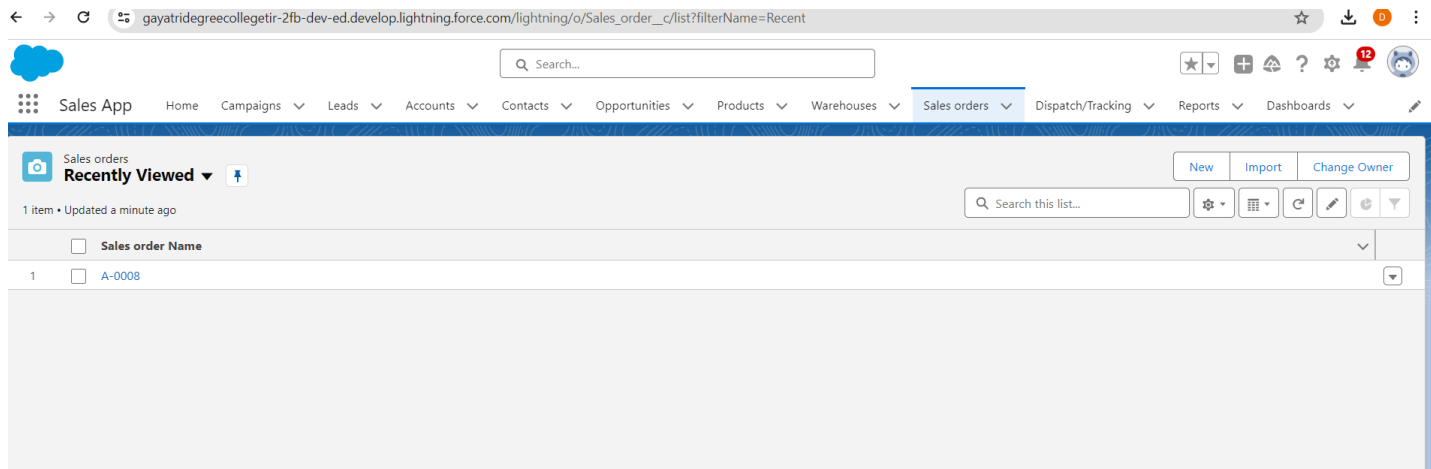 gayatridegreecollegetir-2fb-dev-ed.develop.lightning.force.com/lightning/o/Sales_order__c/list?filterName=Recent
D
Search...
12
Sales App Home Campaigns Leads Accounts Contacts Opportunities Products Warehouses Sales orders Dispatch/Tracking Reports Dashboards
Sales orders
Recently Viewed
New Import Change Owner
1 item • Updated a minute ago
Search this list...
Sales order Name
1 A-0008